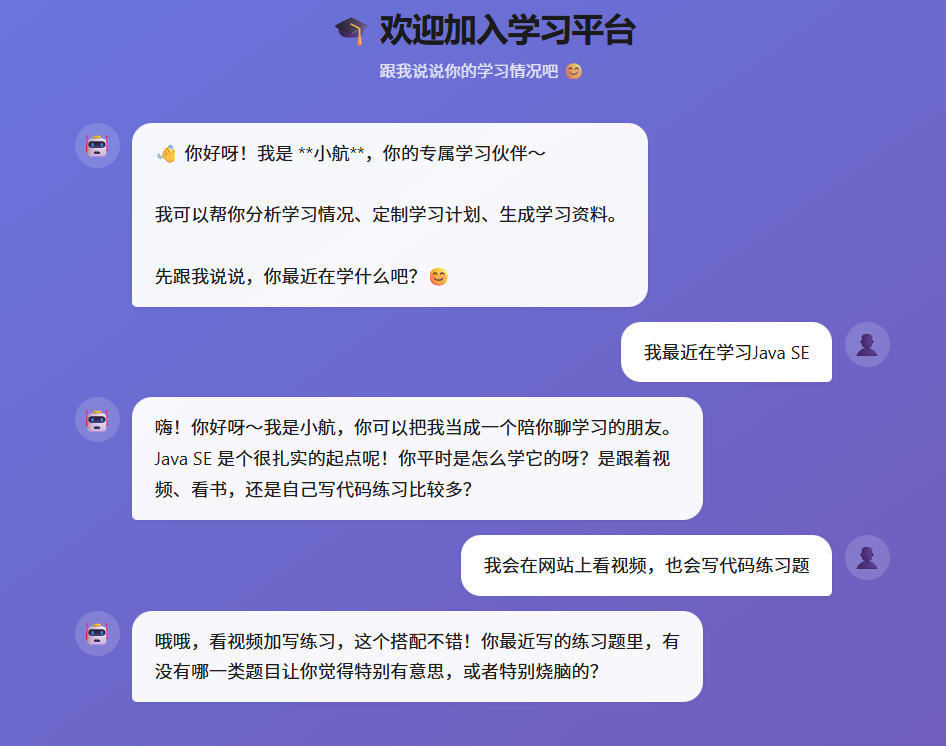 🎓 欢迎加入学习平台
跟我说说你的学习情况吧 😊
👋 你好呀！我是 **小航**，你的专属学习伙伴～
我可以帮你分析学习情况、定制学习计划、生成学习资料。
先跟我说说，你最近在学什么吧？😊
我最近在学习Java SE
嗨！你好呀～我是小航，你可以把我当成一个陪你聊学习的朋友。
Java SE 是个很扎实的起点呢！你平时是怎么学它的呀？是跟着视
频、看书，还是自己写代码练习比较多？
我会在网站上看视频，也会写代码练习题
哦哦，看视频加写练习，这个搭配不错！你最近写的练习题里，有
没有哪一类题目让你觉得特别有意思，或者特别烧脑的？